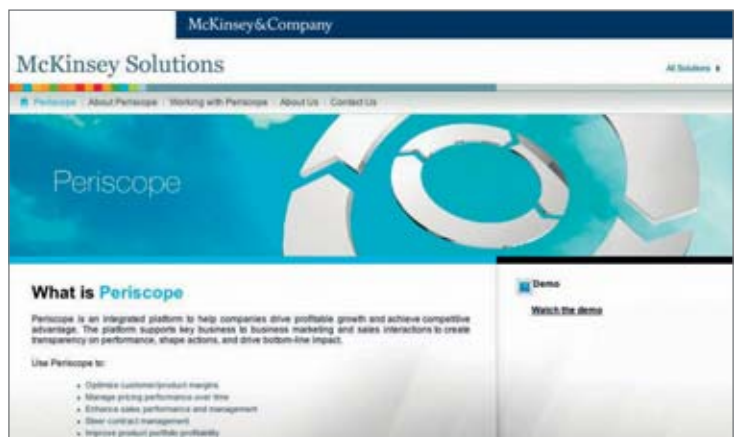 McKinsey&Company
McKinsey Solutions
All Solutions
Periscope About Periscope Working with Periscope About Us Contact Us
Periscope
What is Periscope
Periscope is an integrated platform to help companies drive profitable growth and achieve competitive
advantage. The platform supports key business to business marketing and sales interactions to create
transparency on performance, shape actions, and drive bottom-line impact.
Use Periscope to:
Optimize customer/product margins
Manage pricing performance over time
Enhance sales performance and management
Steer contract management
Improve product portfolio profitability
Demo
Watch the demo